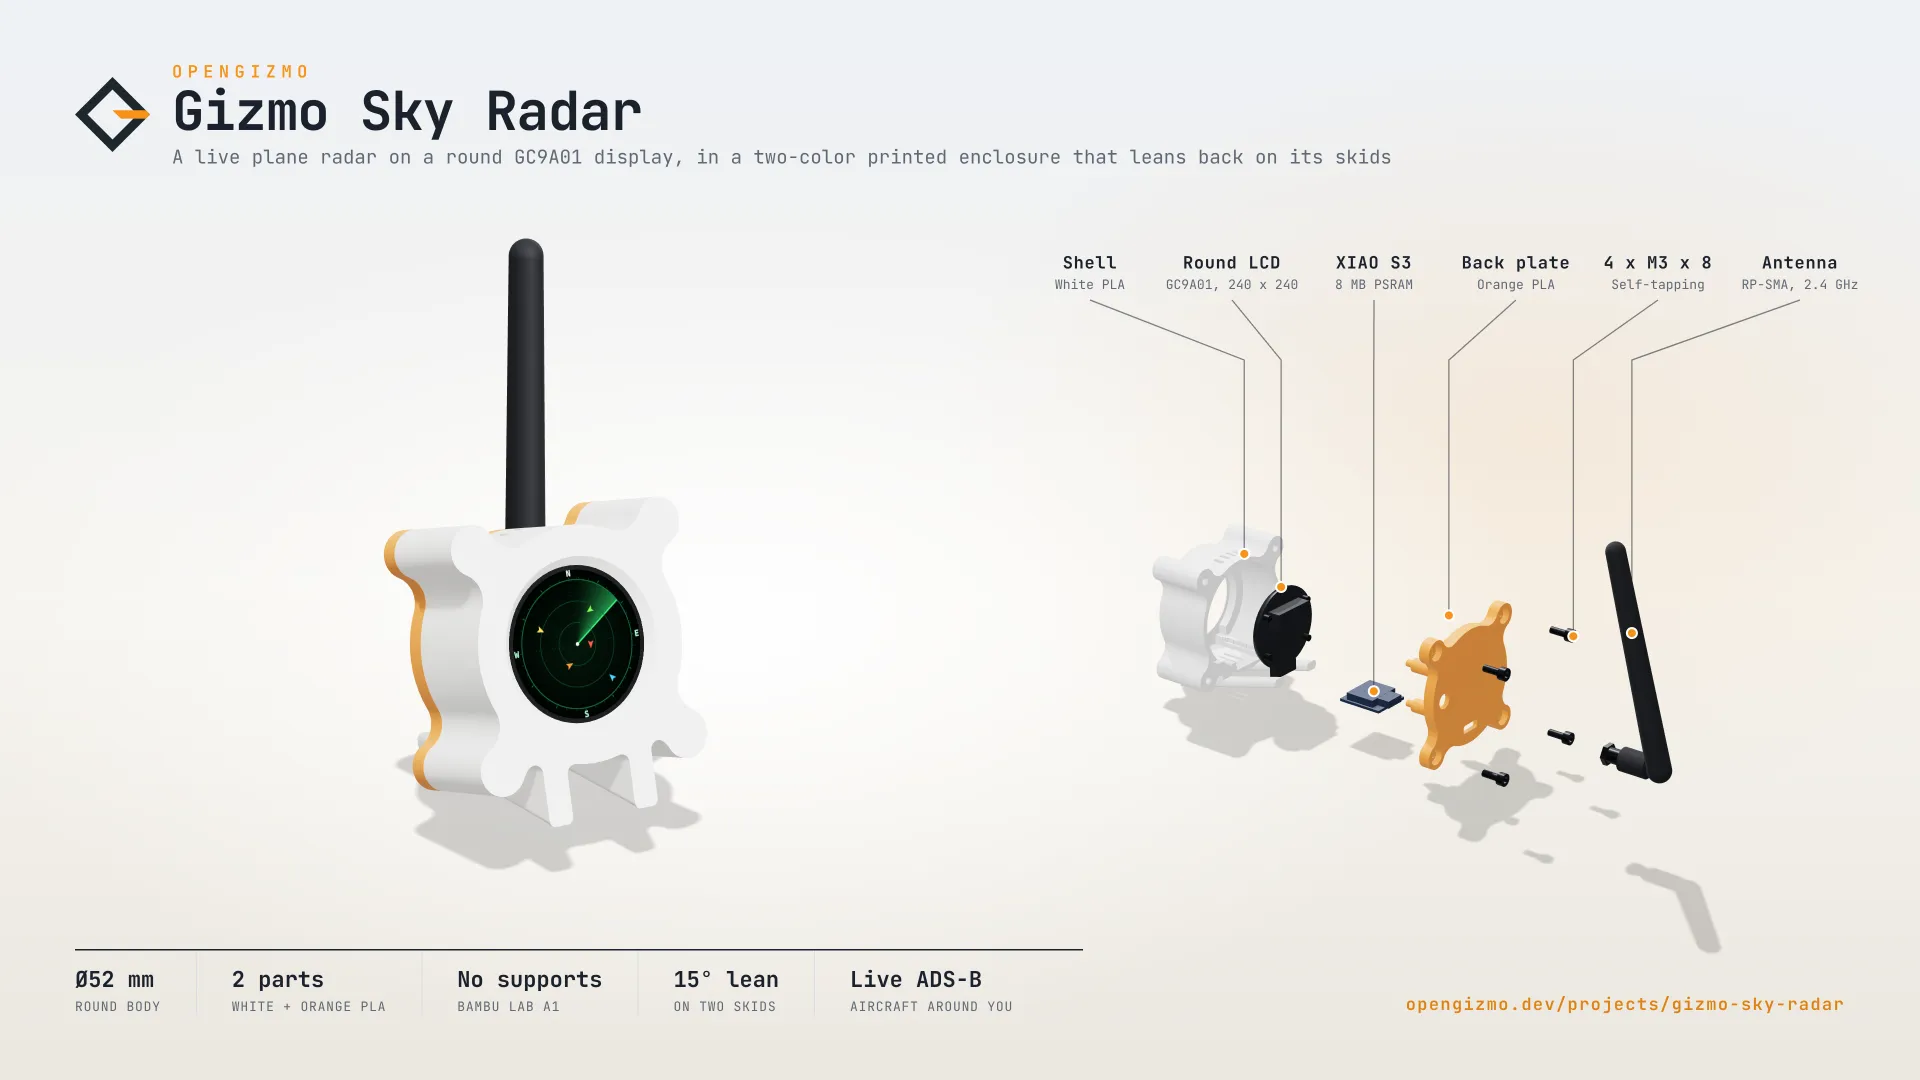 OPENGIZMO
Gizmo Sky Radar
A live plane radar on a round GC9A01 display, in a two-color printed enclosure that leans back on its skids
Shell
White PLA
Round LCD
GC9A01, 240 x 240
XIAO S3
8 MB PSRAM
Back plate
Orange PLA
4 x M3 x 8
Self-tapping
Antenna
RP-SMA, 2.4 GHz
N
E
W
S
Ø52 mm
ROUND BODY
2 parts
WHITE + ORANGE PLA
No supports
BAMBU LAB A1
15° lean
ON TWO SKIDS
Live ADS-B
AIRCRAFT AROUND YOU
opengizmo.dev/projects/gizmo-sky-radar